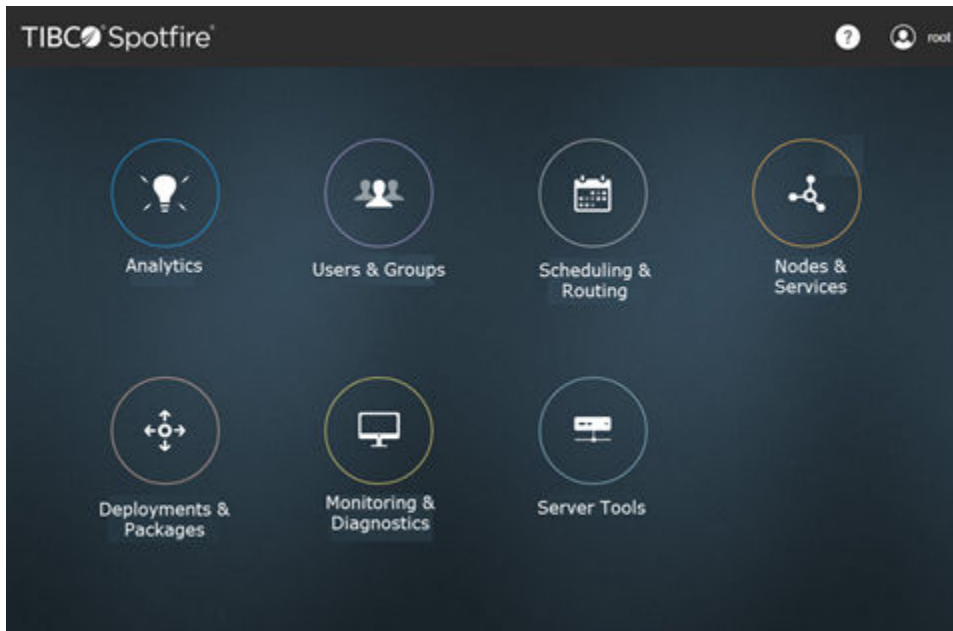 TIBCO Spotfire®
?
root
Analytics
Users & Groups
Scheduling &
Routing
Nodes &
Services
Deployments &
Packages
Monitoring &
Diagnostics
Server Tools